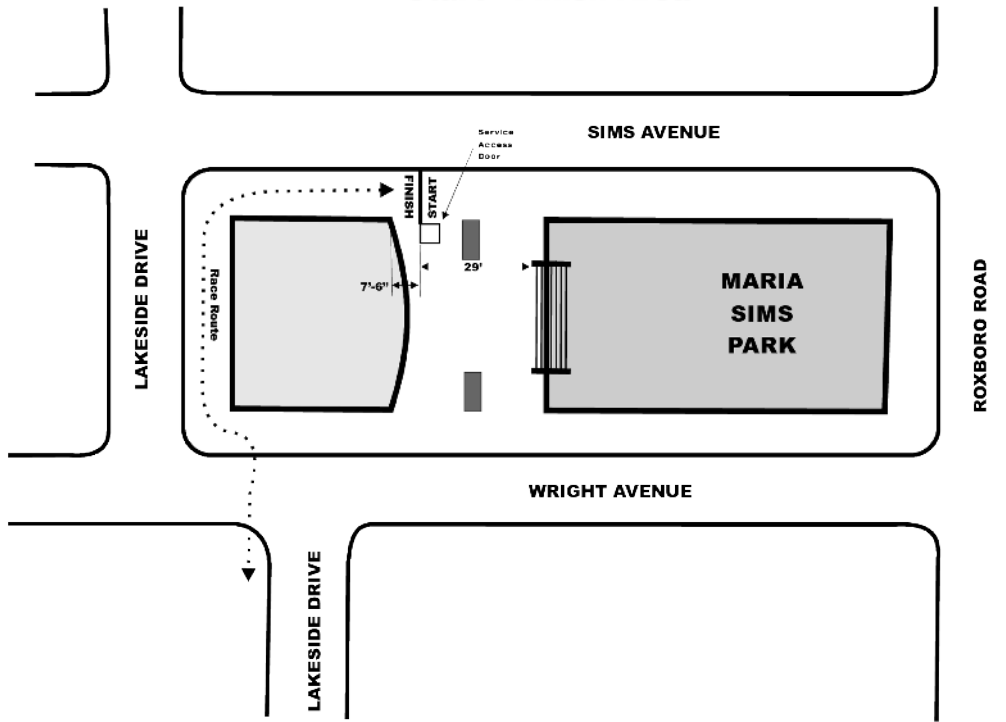 SIMS AVENUE
Service
Access
Door
FINISH
START
LAKESIDE DRIVE
Race Route
7'-6"
29'
MARIA
SIMS
PARK
ROXBORO ROAD
WRIGHT AVENUE
LAKESIDE DRIVE